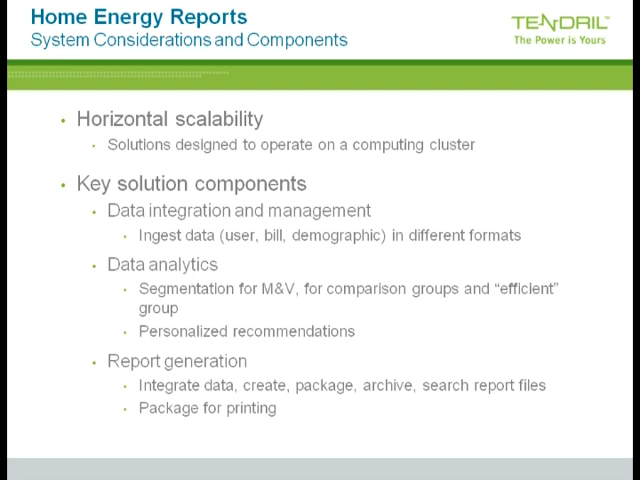 Home Energy Reports
System Considerations and Components
TENDRIL™
The Power is Yours
• Horizontal scalability
• Solutions designed to operate on a computing cluster
• Key solution components
• Data integration and management
• Ingest data (user, bill, demographic) in different formats
• Data analytics
• Segmentation for M&V, for comparison groups and “efficient”
group
• Personalized recommendations
• Report generation
• Integrate data, create, package, archive, search report files
• Package for printing